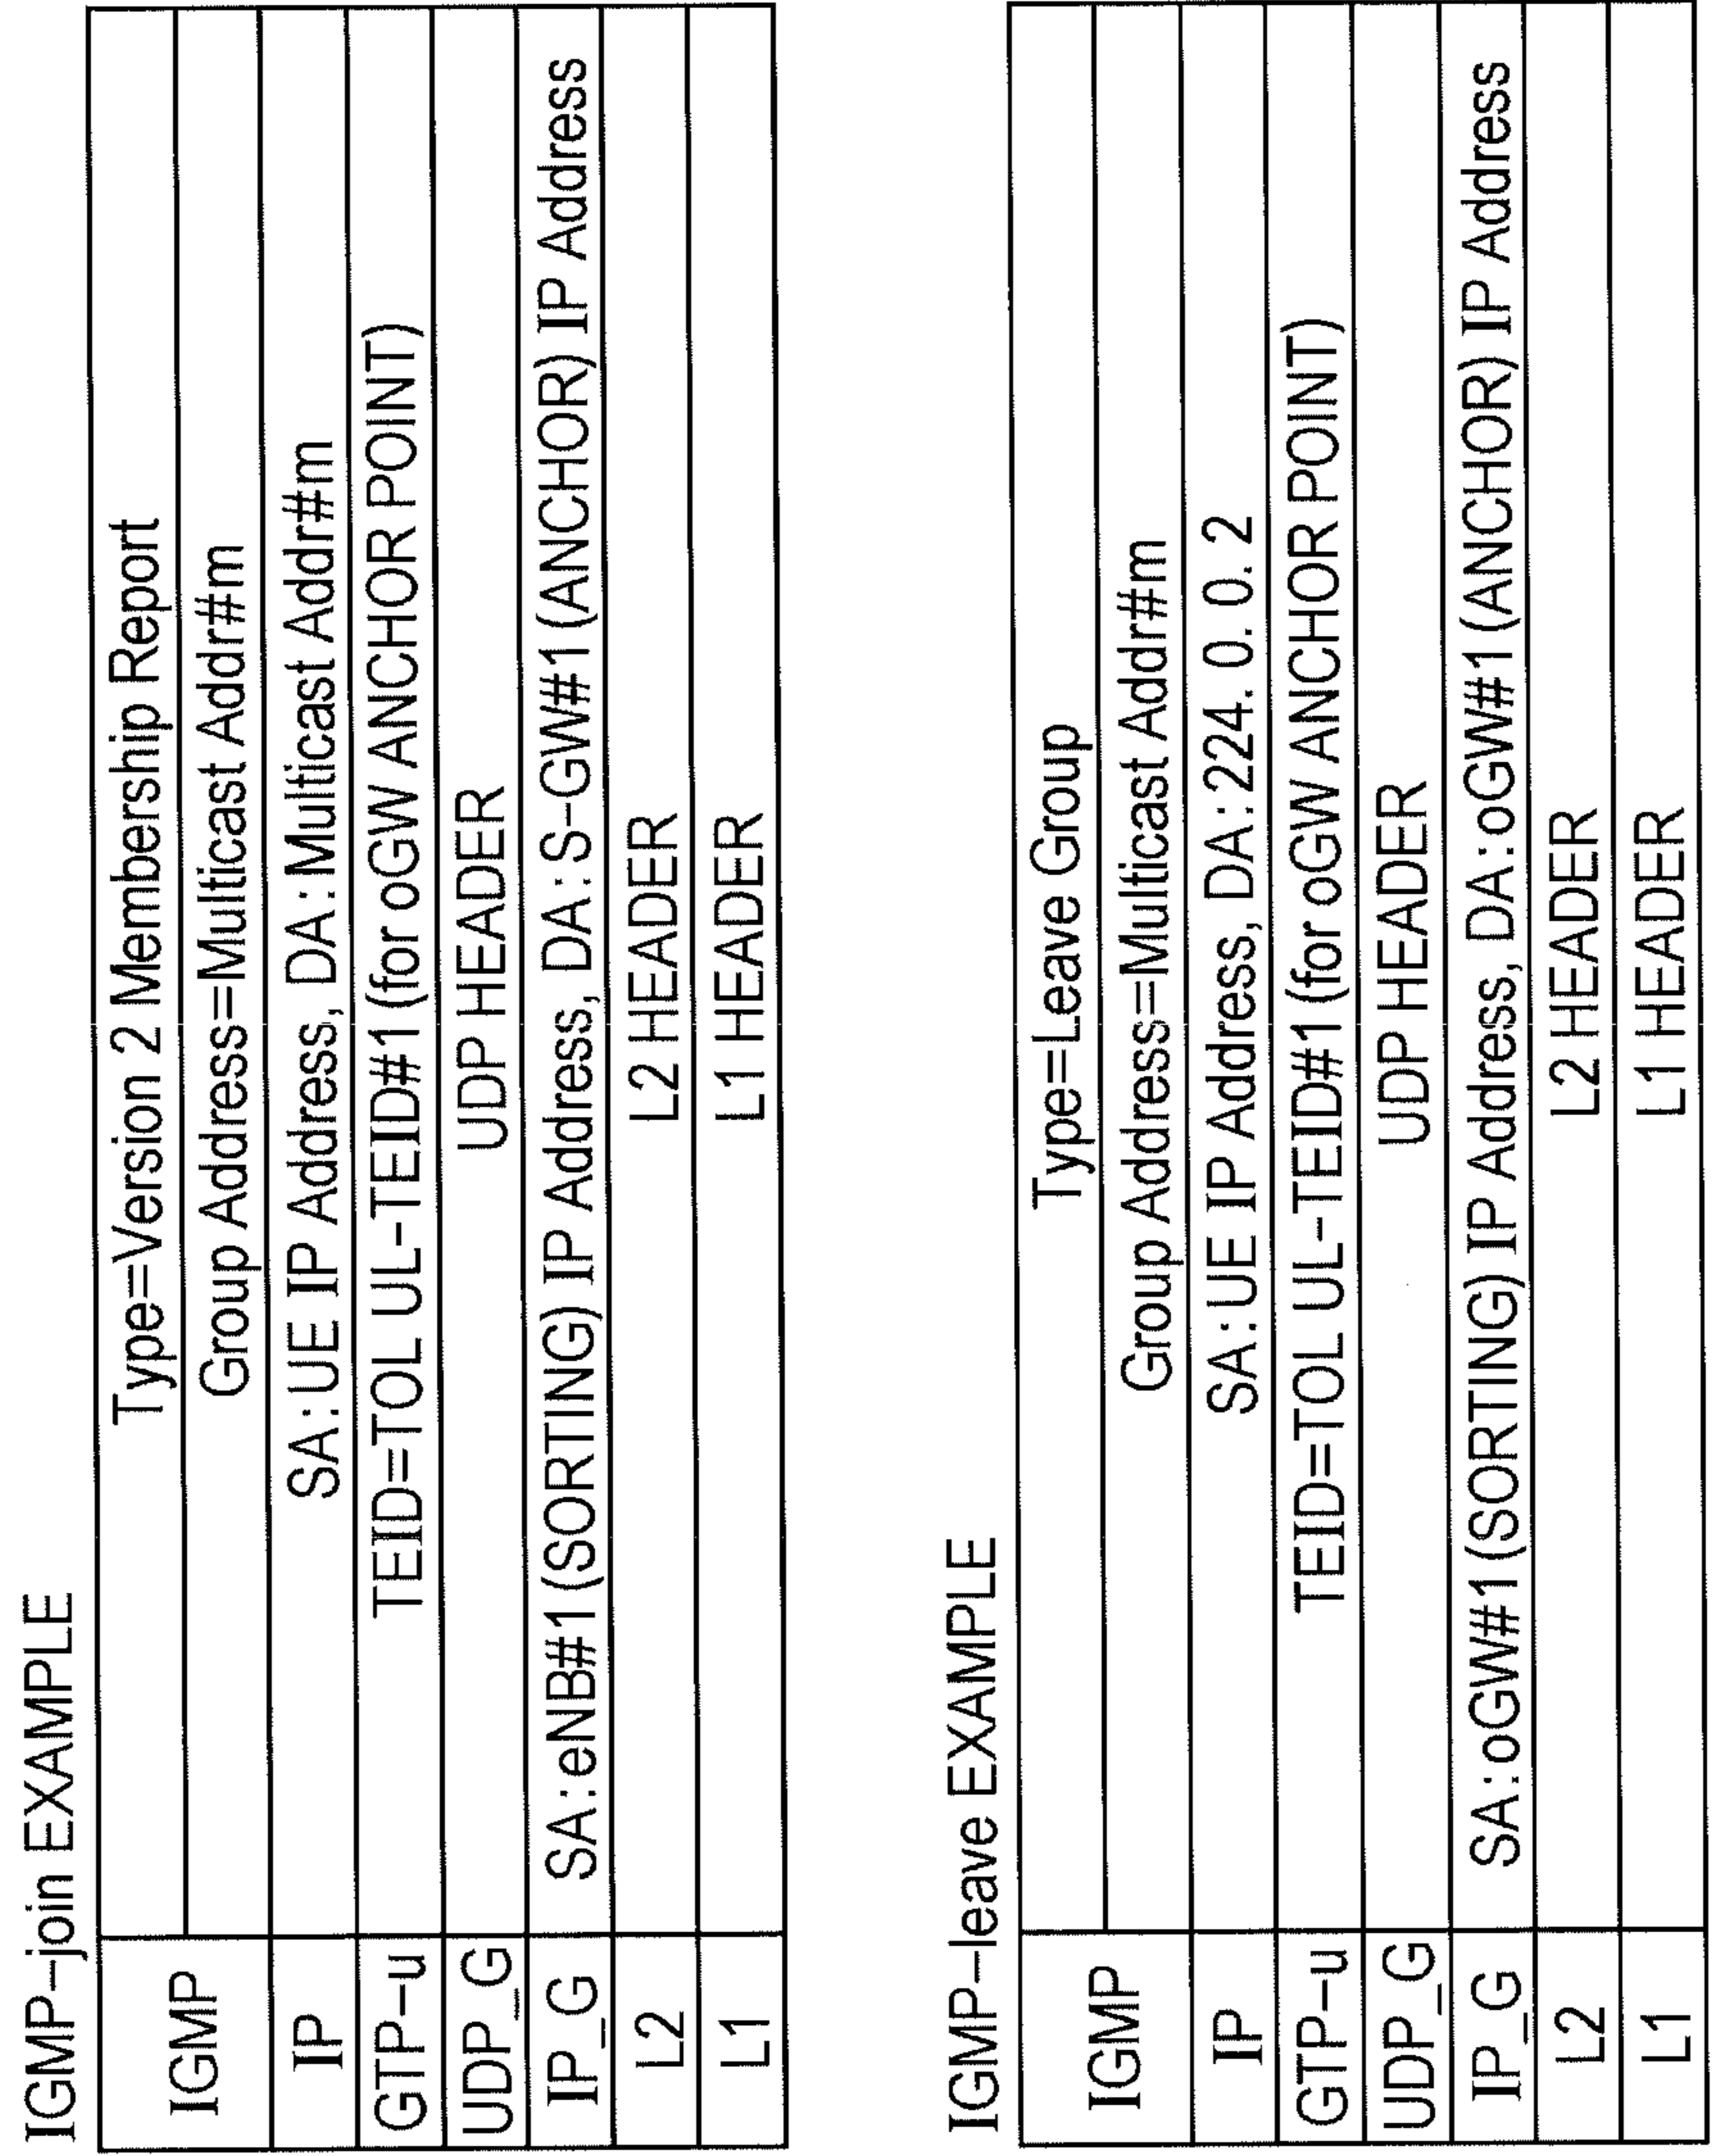 IGMP-join EXAMPLE
IGMP Type=Version 2 Membership Report
Group Address=Multicast Addr#m
IP SA:UE IP Address, DA:Multicast Addr#m
GTP-u TEID=TOL UL-TEID#1 (for oGW ANCHOR POINT)
UDP_G UDP HEADER
IP_G SA:eNB#1 (SORTING) IP Address, DA:S-GW#1 (ANCHOR) IP Address
L2 L2 HEADER
L1 L1 HEADER
IGMP-leave EXAMPLE
IGMP Type=Leave Group
Group Address=Multicast Addr#m
IP SA:UE IP Address, DA:224. 0. 0. 2
GTP-u TEID=TOL UL-TEID#1 (for oGW ANCHOR POINT)
UDP_G UDP HEADER
IP_G SA:oGW#1 (SORTING) IP Address, DA:oGW#1 (ANCHOR) IP Address
L2 L2 HEADER
L1 L1 HEADER